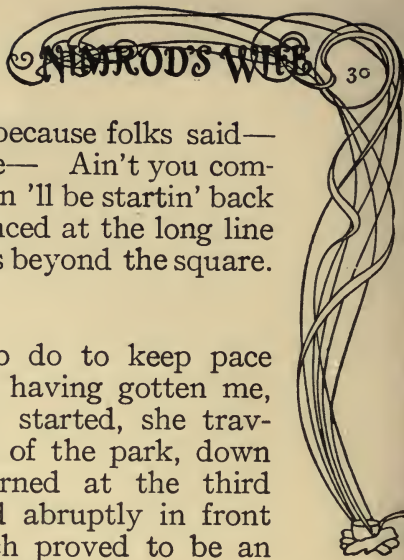 NIMROD'S WIFE 30
because folks said—
e— Ain't you com-
n 'll be startin' back
nced at the long line
s beyond the square.
o do to keep pace
having gotten me,
started, she trav-
of the park, down
rned at the third
d abruptly in front
ch proved to be an